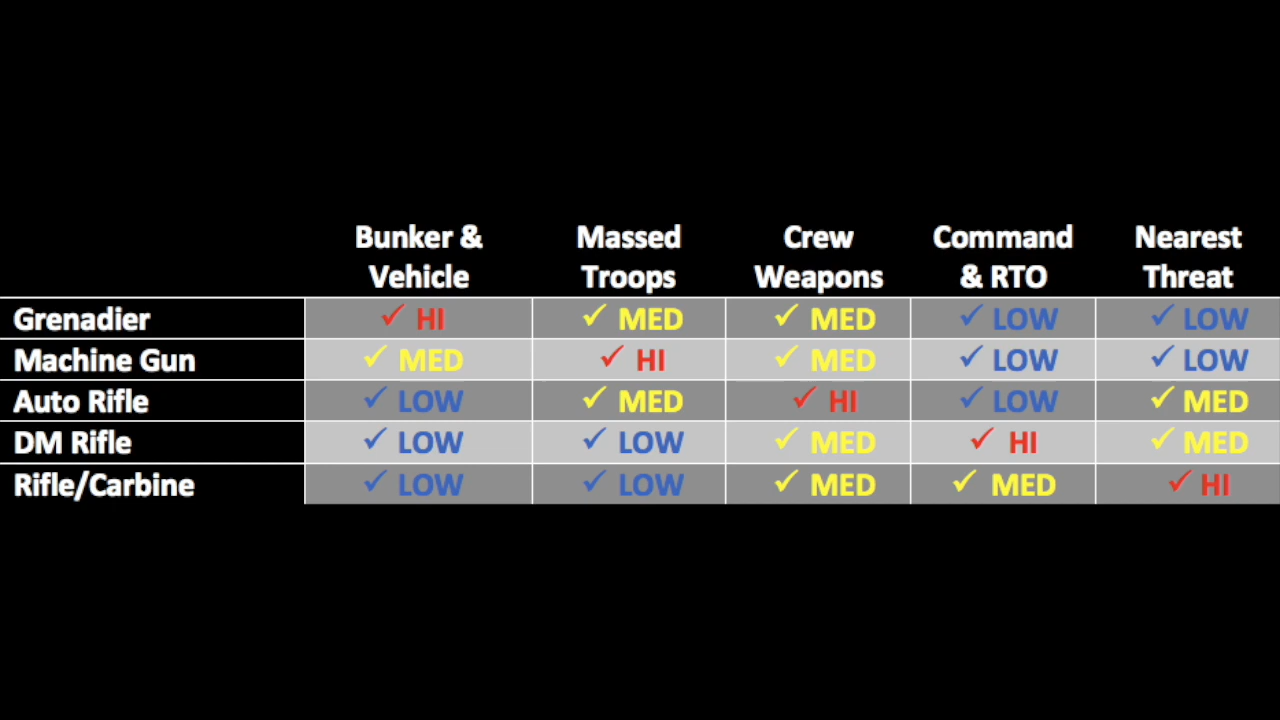 Bunker & Massed Crew Command Nearest
Vehicle Troops Weapons & RTO Threat
Grenadier ✓ HI ✓ MED ✓ MED ✓ LOW ✓ LOW
Machine Gun ✓ MED ✓ HI ✓ MED ✓ LOW ✓ LOW
Auto Rifle ✓ LOW ✓ MED ✓ HI ✓ LOW ✓ MED
DM Rifle ✓ LOW ✓ LOW ✓ MED ✓ HI ✓ MED
Rifle/Carbine ✓ LOW ✓ LOW ✓ MED ✓ MED ✓ HI